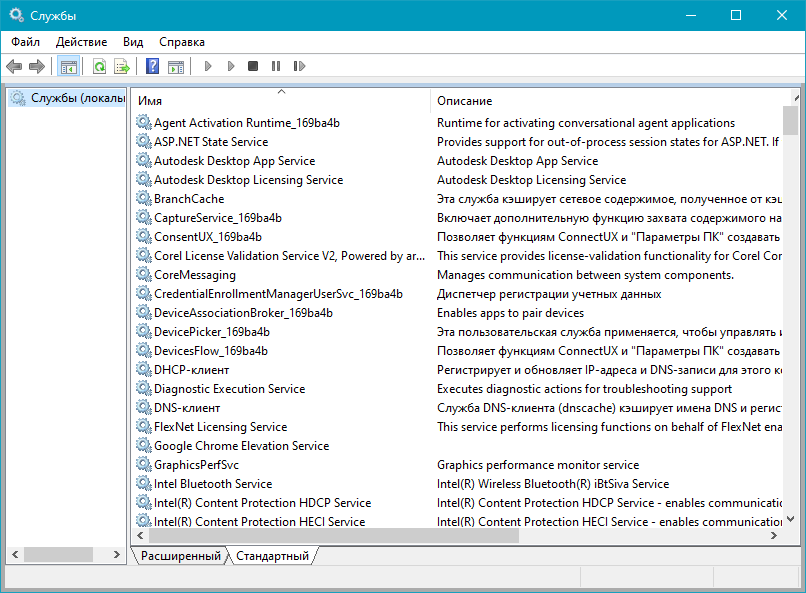 Службы
Файл Действие Вид Справка
Службы (локалы
Имя Описание
Agent Activation Runtime_169ba4b Runtime for activating conversational agent applications
ASP.NET State Service Provides support for out-of-process session states for ASP.NET. If
Autodesk Desktop App Service Autodesk Desktop App Service
Autodesk Desktop Licensing Service Autodesk Desktop Licensing Service
BranchCache Эта служба кэширует сетевое содержимое, полученное от кэш
CaptureService_169ba4b Включает дополнительную функцию захвата содержимого на
ConsentUX_169ba4b Позволяет функциям ConnectUX и "Параметры ПК" создавать
Corel License Validation Service V2, Powered by ar... This service provides license-validation functionality for Corel Cor
CoreMessaging Manages communication between system components.
CredentialEnrollmentManagerUserSvc_169ba4b Диспетчер регистрации учетных данных
DeviceAssociationBroker_169ba4b Enables apps to pair devices
DevicePicker_169ba4b Эта пользовательская служба применяется, чтобы управлять и
DevicesFlow_169ba4b Позволяет функциям ConnectUX и "Параметры ПК" создавать
DHCP-клиент Регистрирует и обновляет IP-адреса и DNS-записи для этого ко
Diagnostic Execution Service Executes diagnostic actions for troubleshooting support
DNS-клиент Служба DNS-клиента (dnscache) кэширует имена DNS и регис
FlexNet Licensing Service This service performs licensing functions on behalf of FlexNet ena
Google Chrome Elevation Service
GraphicsPerfSvc Graphics performance monitor service
Intel Bluetooth Service Intel(R) Wireless Bluetooth(R) iBtSiva Service
Intel(R) Content Protection HDCP Service Intel(R) Content Protection HDCP Service - enables communicatio
Intel(R) Content Protection HECI Service Intel(R) Content Protection HECI Service - enables communication
Расширенный Стандартный